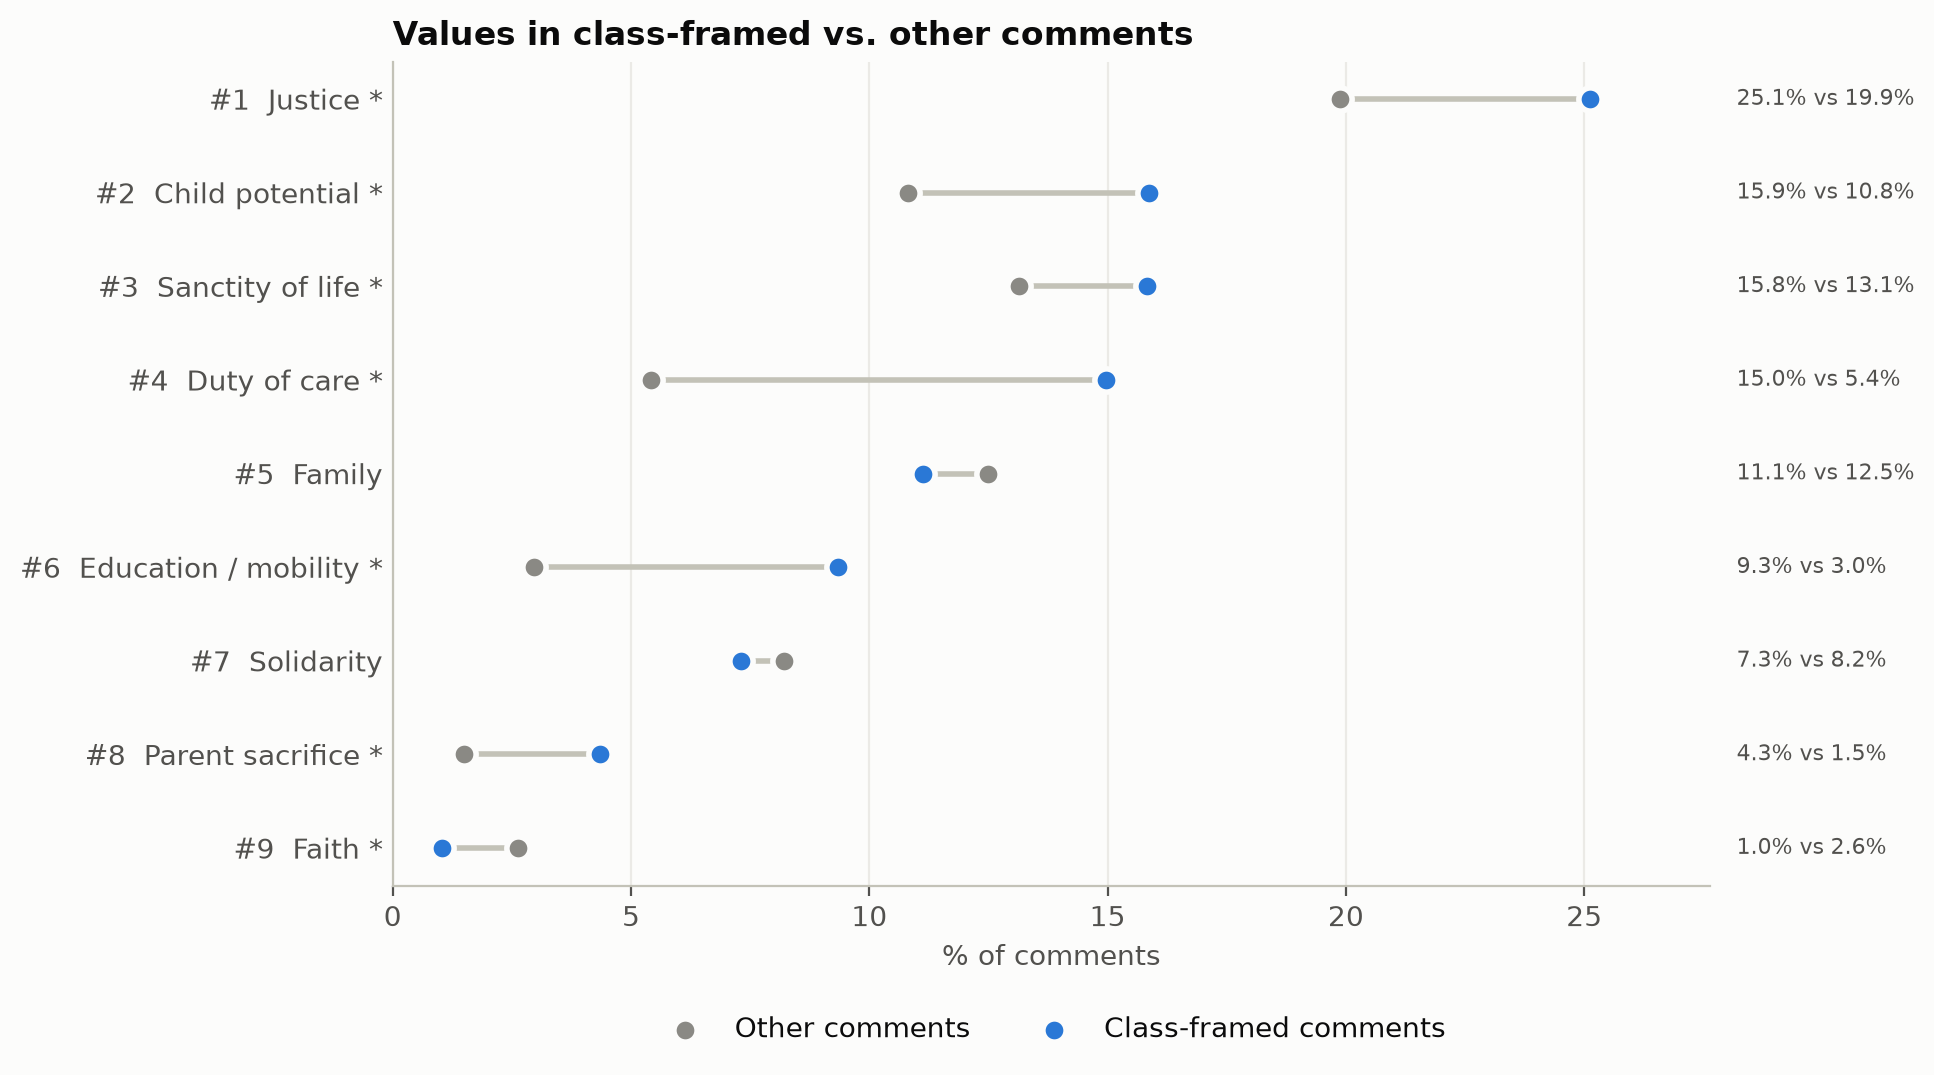 Values in class-framed vs. other comments
#1 Justice * 25.1% vs 19.9%
#2 Child potential * 15.9% vs 10.8%
#3 Sanctity of life * 15.8% vs 13.1%
#4 Duty of care * 15.0% vs 5.4%
#5 Family 11.1% vs 12.5%
#6 Education / mobility * 9.3% vs 3.0%
#7 Solidarity 7.3% vs 8.2%
#8 Parent sacrifice * 4.3% vs 1.5%
#9 Faith * 1.0% vs 2.6%
0 5 10 15 20 25
% of comments
Other comments Class-framed comments